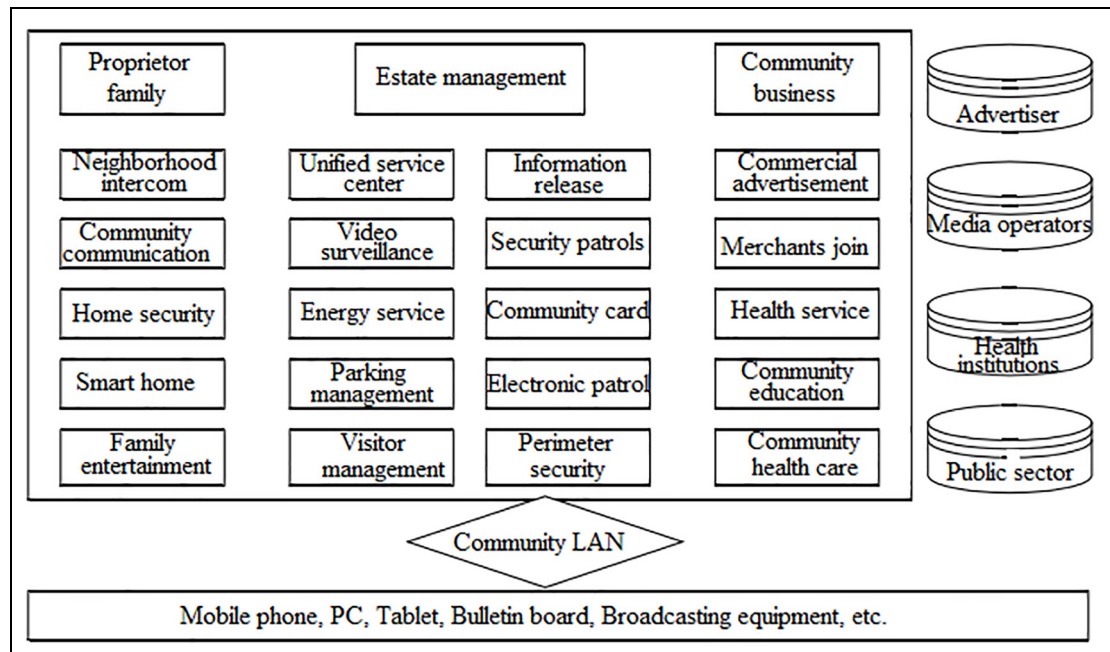 Proprietor
family
Estate management
Community
business
Advertiser
Neighborhood
intercom
Unified service
center
Information
release
Commercial
advertisement
Media operators
Community
communication
Video
surveillance
Security patrols
Merchants join
Home security
Energy service
Community card
Health service
Health
institutions
Smart home
Parking
management
Electronic patrol
Community
education
Family
entertainment
Visitor
management
Perimeter
security
Community
health care
Public sector
Community LAN
Mobile phone, PC, Tablet, Bulletin board, Broadcasting equipment, etc.